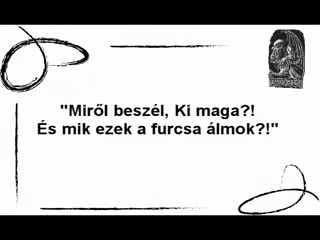 "Miről beszél, Ki maga?!
És mik ezek a furcsa álmok?!"